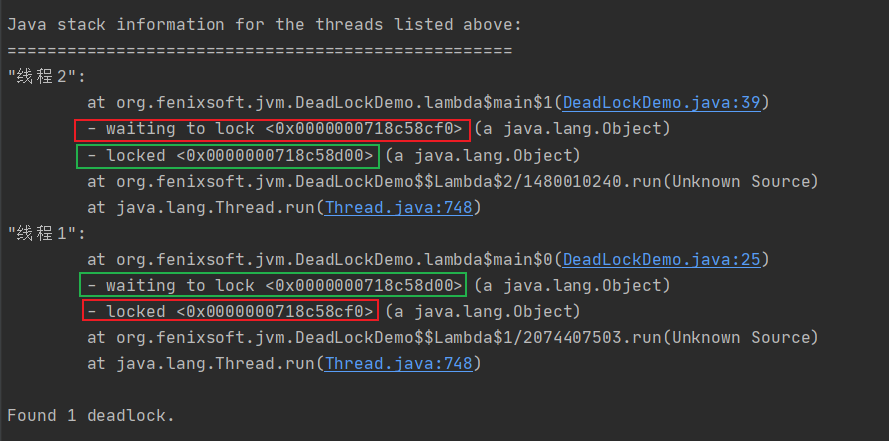 Java stack information for the threads listed above:
===================================================
"线程2":
        at org.fenixsoft.jvm.DeadLockDemo.lambda$main$1(DeadLockDemo.java:39)
        - waiting to lock <0x0000000718c58cf0> (a java.lang.Object)
        - locked <0x0000000718c58d00> (a java.lang.Object)
        at org.fenixsoft.jvm.DeadLockDemo$$Lambda$2/1480010240.run(Unknown Source)
        at java.lang.Thread.run(Thread.java:748)
"线程1":
        at org.fenixsoft.jvm.DeadLockDemo.lambda$main$0(DeadLockDemo.java:25)
        - waiting to lock <0x0000000718c58d00> (a java.lang.Object)
        - locked <0x0000000718c58cf0> (a java.lang.Object)
        at org.fenixsoft.jvm.DeadLockDemo$$Lambda$1/2074407503.run(Unknown Source)
        at java.lang.Thread.run(Thread.java:748)
Found 1 deadlock.